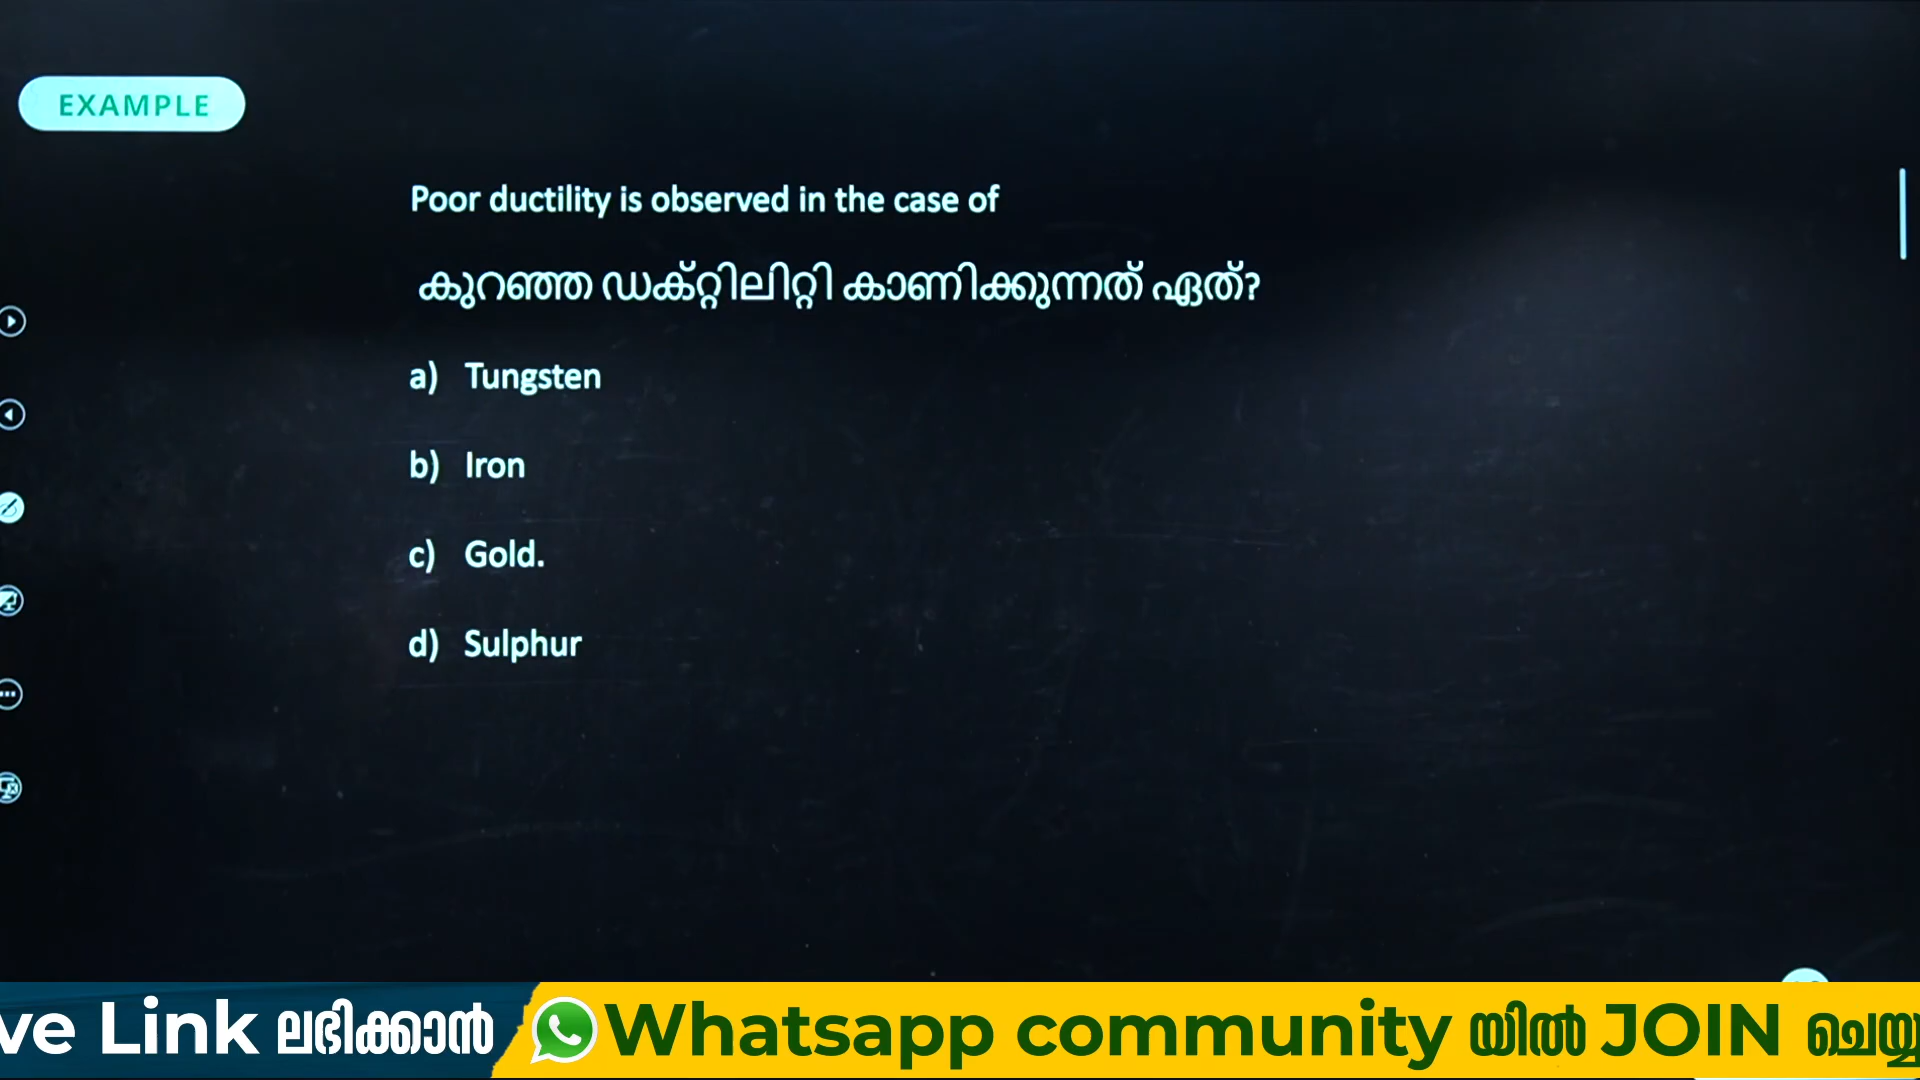 EXAMPLE
Poor ductility is observed in the case of
കുറഞ്ഞ ഡക്റ്റിലിറ്റി കാണിക്കുന്നത് ഏത്?
a) Tungsten
b) Iron
c) Gold.
d) Sulphur
ve Link ലഭിക്കാൻ Whatsapp community യിൽ JOIN